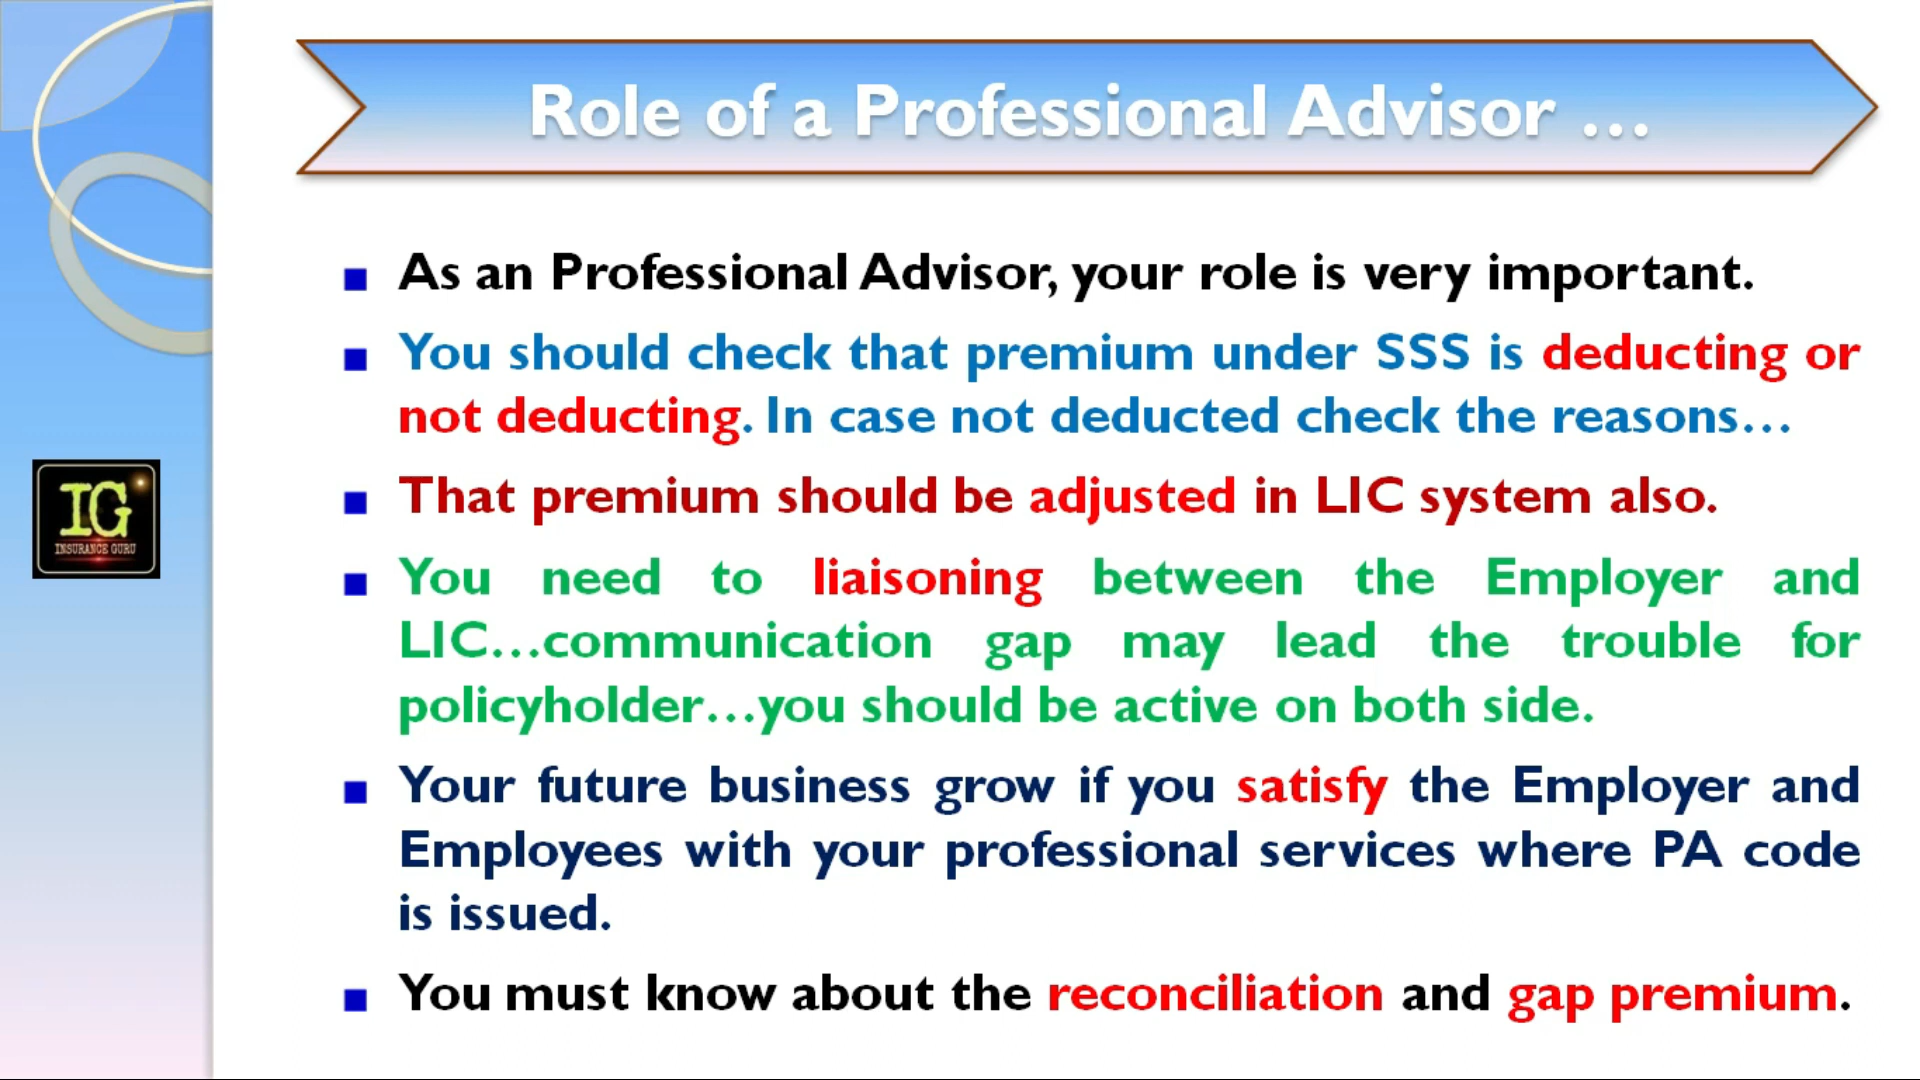 Role of a Professional Advisor ...
As an Professional Advisor, your role is very important.
You should check that premium under SSS is deducting or
not deducting. In case not deducted check the reasons...
That premium should be adjusted in LIC system also.
You need to liaisoning between the Employer and
LIC...communication gap may lead the trouble for
policyholder...you should be active on both side.
Your future business grow if you satisfy the Employer and
Employees with your professional services where PA code
is issued.
You must know about the reconciliation and gap premium.
IG
INSURANCE GURU